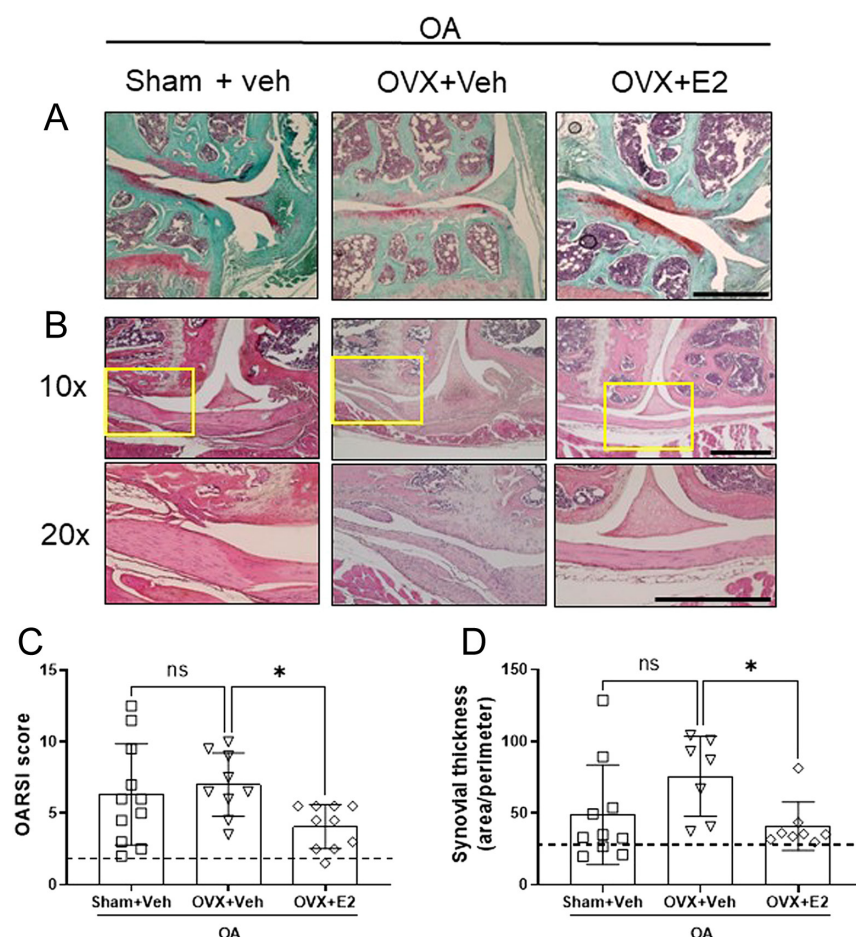 OA
Sham + veh OVX+Veh OVX+E2
A
B
10x
20x
C
15
10
5
0
OARSI score
ns *
Sham+Veh OVX+Veh OVX+E2
OA
D
150
100
50
0
Synovial thickness
(area/perimeter)
ns *
Sham+Veh OVX+Veh OVX+E2
OA